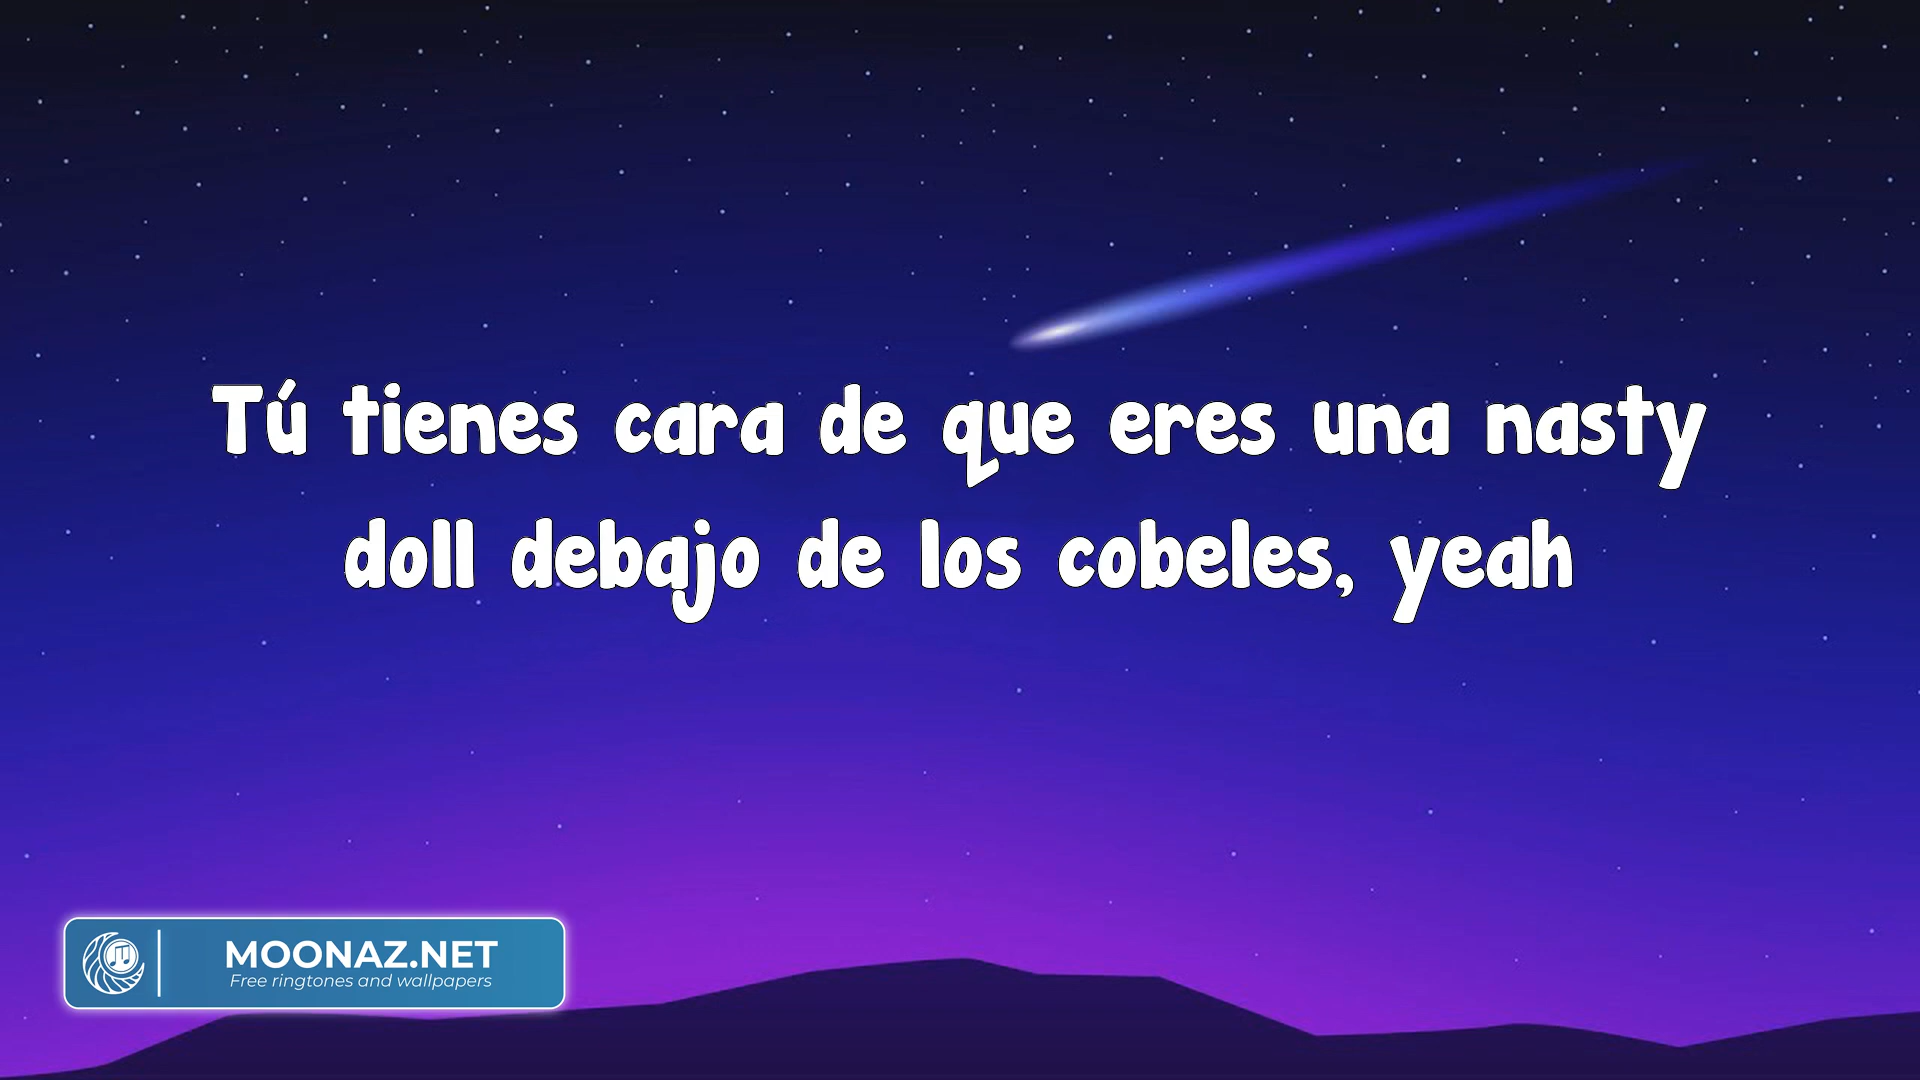 Tú tienes cara de que eres una nasty
doll debajo de los cobeles, yeah
MOONAZ.NET
Free ringtones and wallpapers